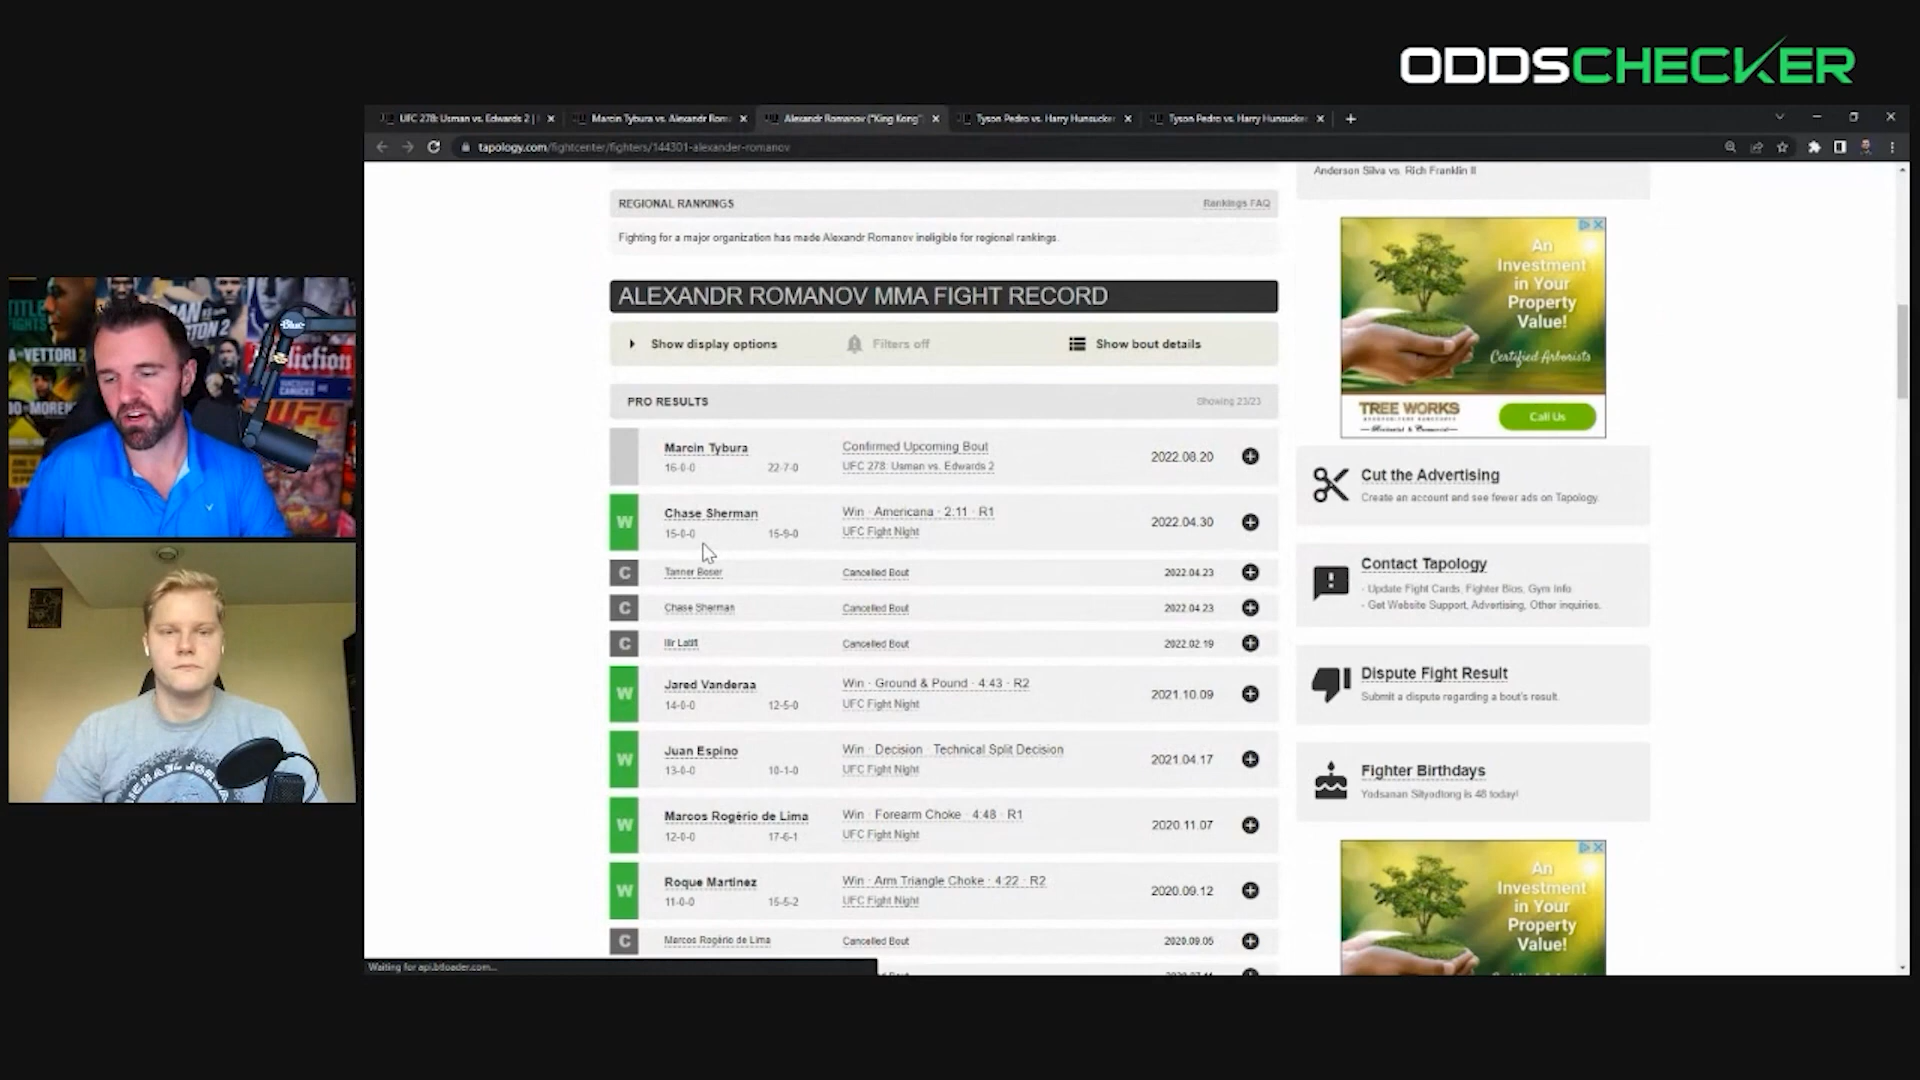 ODDSCHECKER
UFC 278: Usman vs. Edwards 2 |
Marcin Tybura vs. Alexandr Rom
Alexandr Romanov ("King Kong"
Tyson Pedro vs. Harry Hunsucker
Tyson Pedro vs. Harry Hunsucker
tapology.com/fightcenter/fighters/144301-alexander-romanov
Anderson Silva vs. Rich Franklin II
REGIONAL RANKINGS
Rankings FAQ
Fighting for a major organization has made Alexandr Romanov ineligible for regional rankings.
ALEXANDR ROMANOV MMA FIGHT RECORD
Show display options
Filters off
Show bout details
PRO RESULTS
Showing 23/23
Marcin Tybura
16-0-0
22-7-0
Confirmed Upcoming Bout
UFC 278: Usman vs. Edwards 2
2022.08.20
W
Chase Sherman
15-0-0
15-9-0
Win · Americana · 2:11 · R1
UFC Fight Night
2022.04.30
C
Tanner Boser
Cancelled Bout
2022.04.23
C
Chase Sherman
Cancelled Bout
2022.04.23
C
Ilir Latifi
Cancelled Bout
2022.02.19
W
Jared Vanderaa
14-0-0
12-5-0
Win · Ground & Pound · 4:43 · R2
UFC Fight Night
2021.10.09
W
Juan Espino
13-0-0
10-1-0
Win · Decision · Technical Split Decision
UFC Fight Night
2021.04.17
W
Marcos Rogério de Lima
12-0-0
17-6-1
Win · Forearm Choke · 4:48 · R1
UFC Fight Night
2020.11.07
W
Roque Martinez
11-0-0
15-5-2
Win · Arm Triangle Choke · 4:22 · R2
UFC Fight Night
2020.09.12
C
Marcos Rogério de Lima
Cancelled Bout
2020.09.05
Waiting for api.btloader.com...
An
Investment
in Your
Property
Value!
Certified Arborists
TREE WORKS
Call Us
Cut the Advertising
Create an account and see fewer ads on Tapology.
Contact Tapology
- Update Fight Cards, Fighter Bios, Gym Info
- Get Website Support, Advertising, Other inquiries.
Dispute Fight Result
Submit a dispute regarding a bout's result.
Fighter Birthdays
Yodsanan Sityodtong is 48 today!
An
Investment
in Your
Property
Value!
TITLE
FIGHTS
A VETTORI 2
Blue
UFC
VANCOUVER
CANUCKS